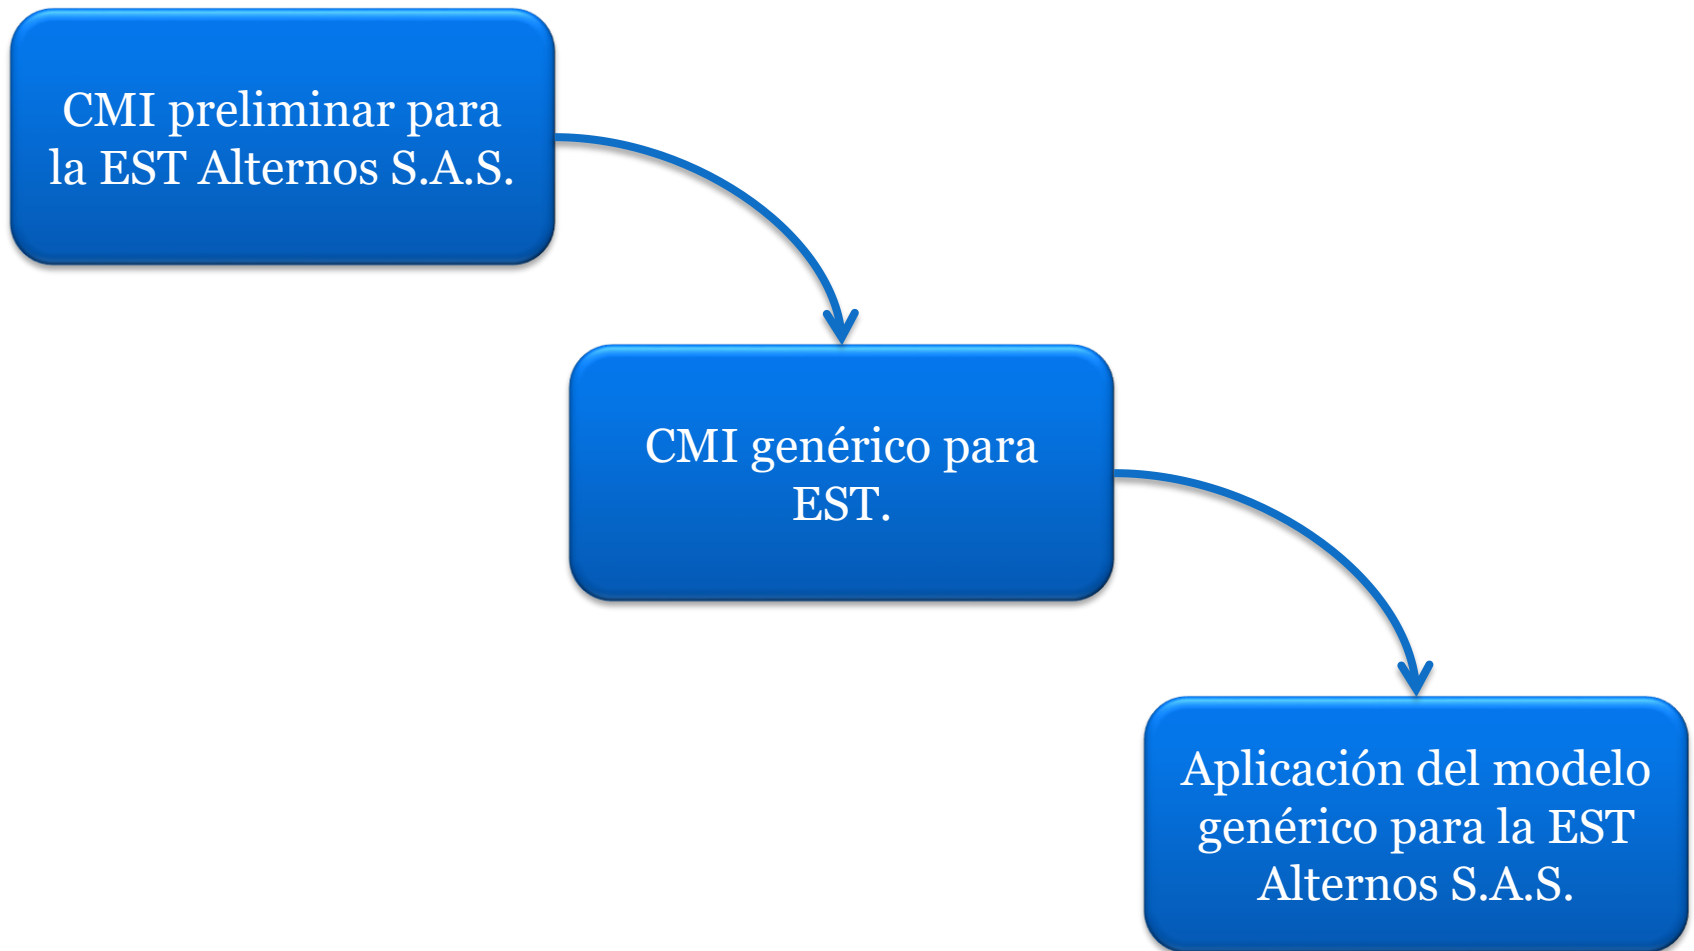 CMI preliminar para
la EST Alternos S.A.S.
CMI genérico para
EST.
Aplicación del modelo
genérico para la EST
Alternos S.A.S.